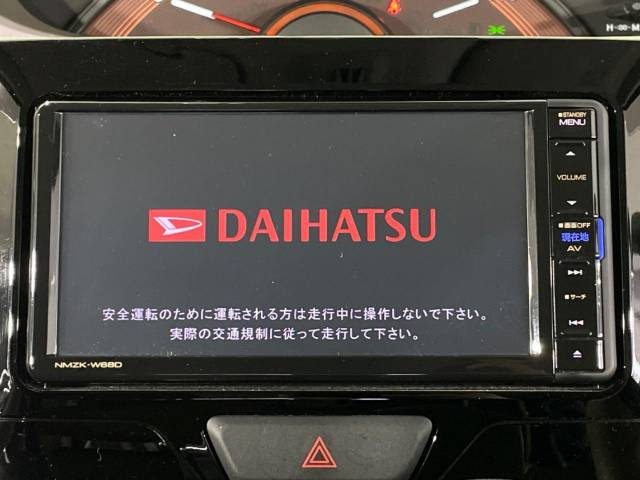 H-00-M
STANDBY
MENU
VOLUME
DAIHATSU
画面OFF
現在地
AV
サーチ
安全運転のために運転される方は走行中に操作しないで下さい。
実際の交通規制に従って走行して下さい。
NMZK-W68D